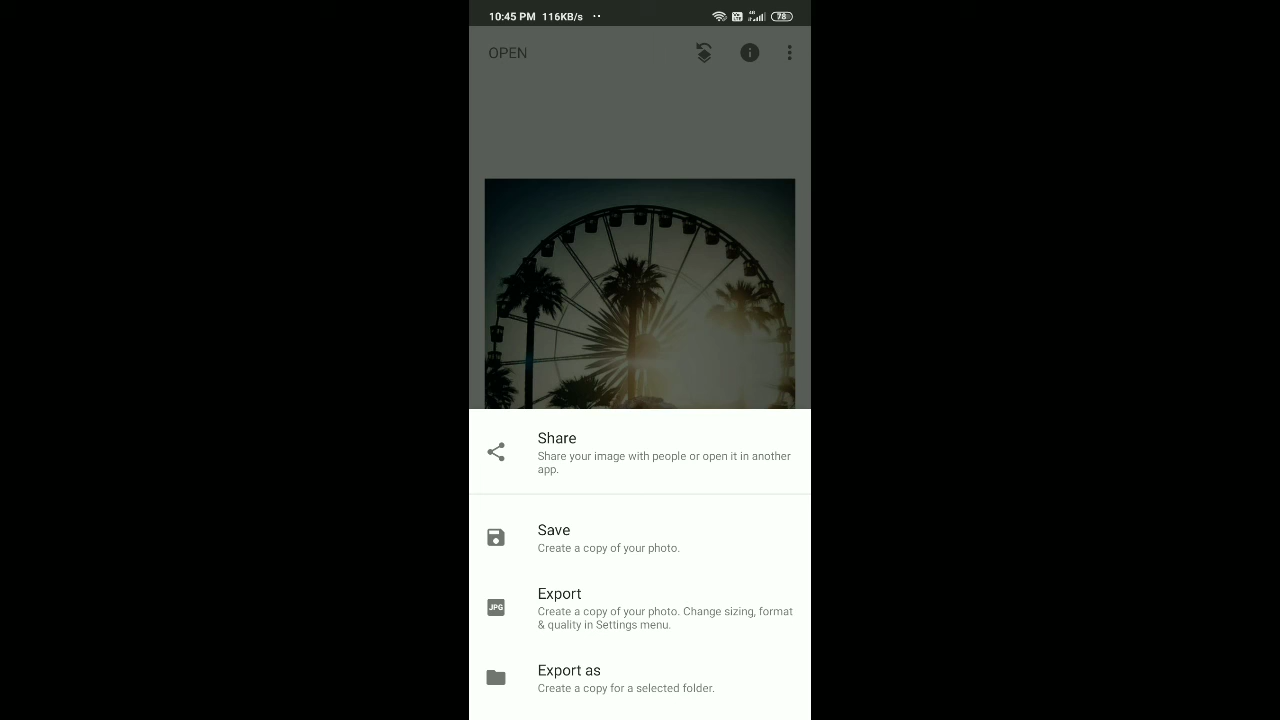 10:45 PM 116KB/s ··
78
OPEN
Share
Share your image with people or open it in another
app.
Save
Create a copy of your photo.
JPG
Export
Create a copy of your photo. Change sizing, format
& quality in Settings menu.
Export as
Create a copy for a selected folder.